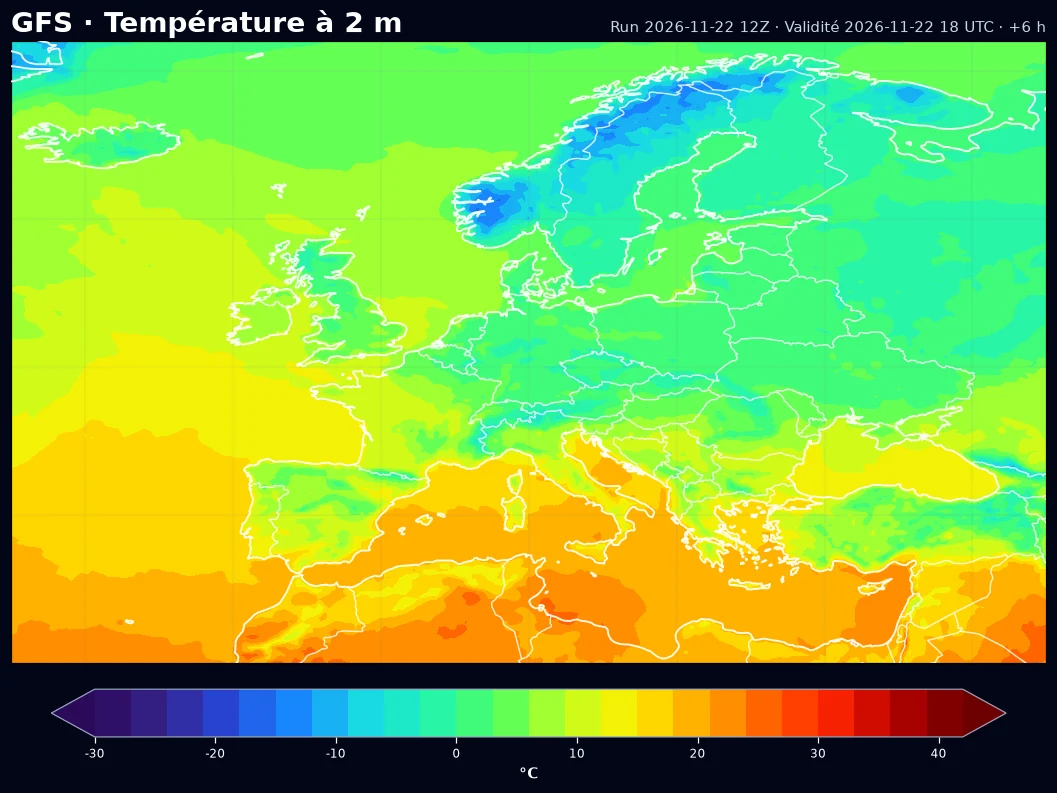 GFS · Température à 2 m
Run 2026-11-22 12Z · Validité 2026-11-22 18 UTC · +6 h
-30 -20 -10 0 10 20 30 40
°C